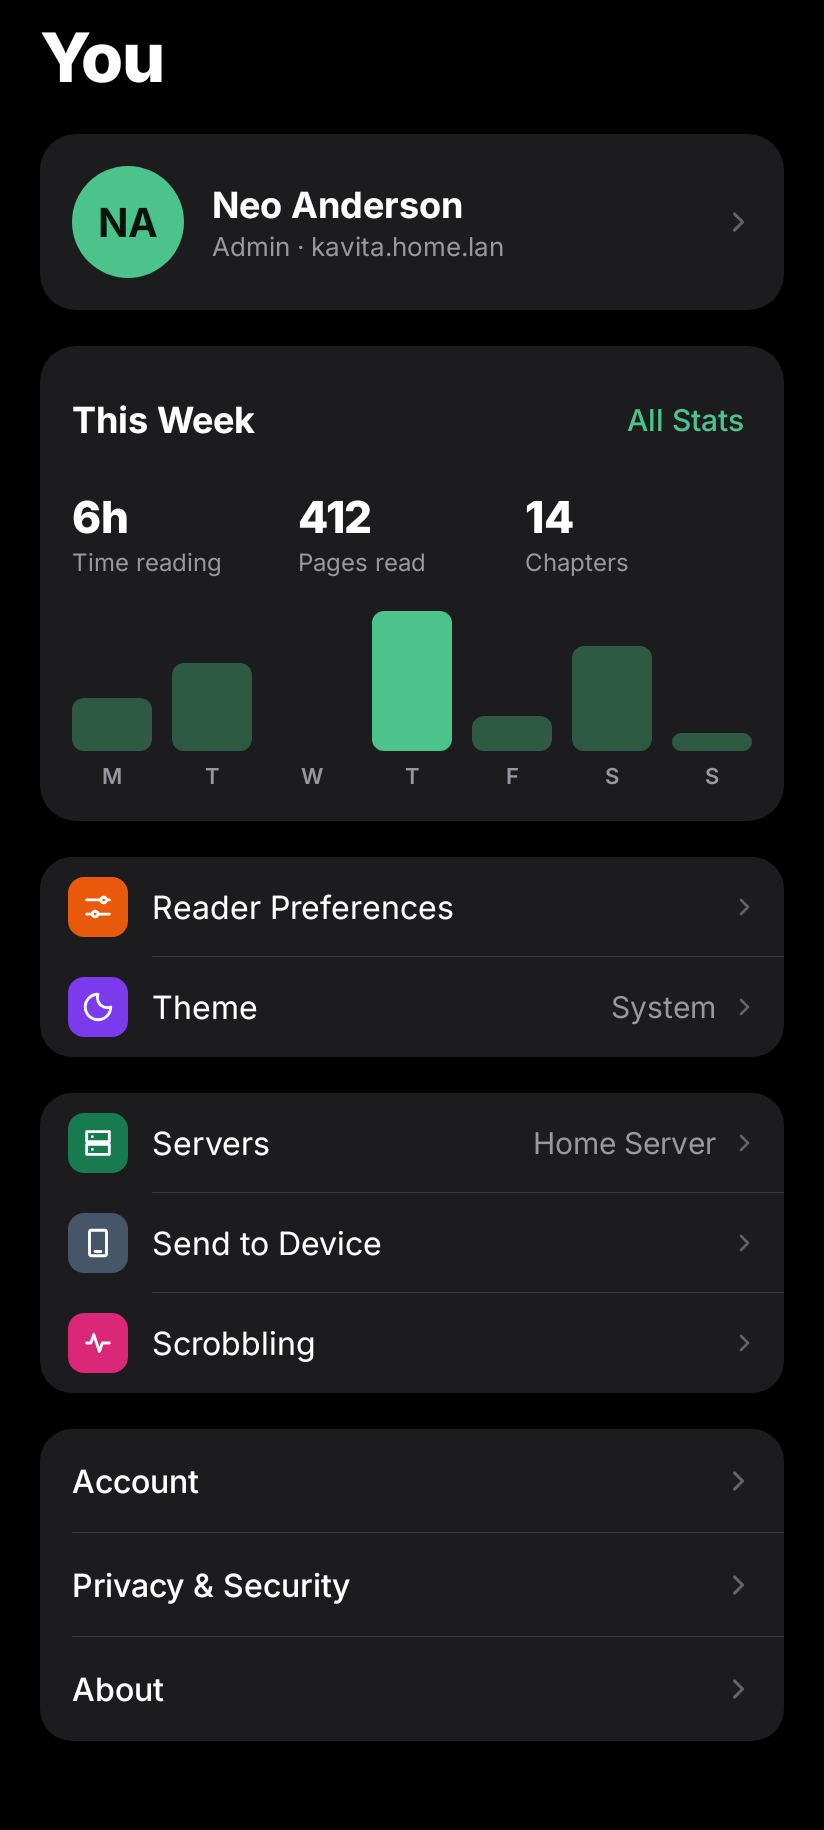 You
NA
Neo Anderson
Admin · kavita.home.lan
This Week
All Stats
6h
412
14
Time reading
Pages read
Chapters
M T W T F S S
Reader Preferences
Theme
System
Servers
Home Server
Send to Device
Scrobbling
Account
Privacy & Security
About